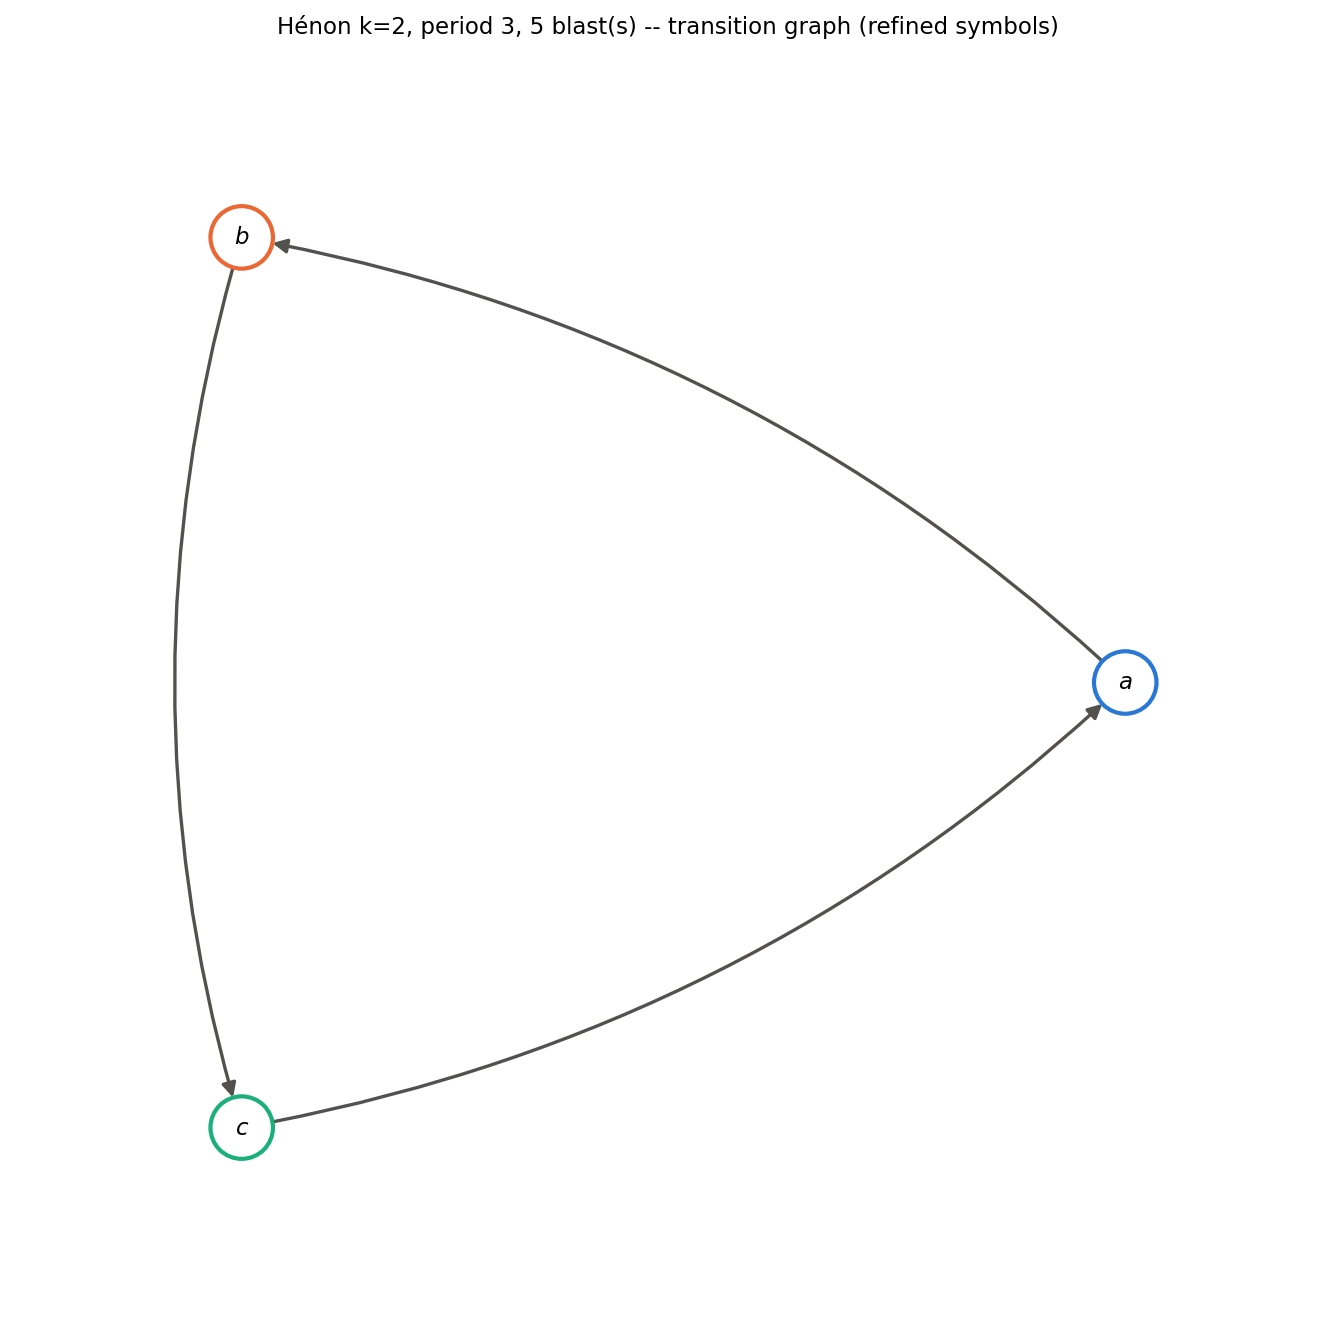 Hénon k=2, period 3, 5 blast(s) -- transition graph (refined symbols)
b
a
c